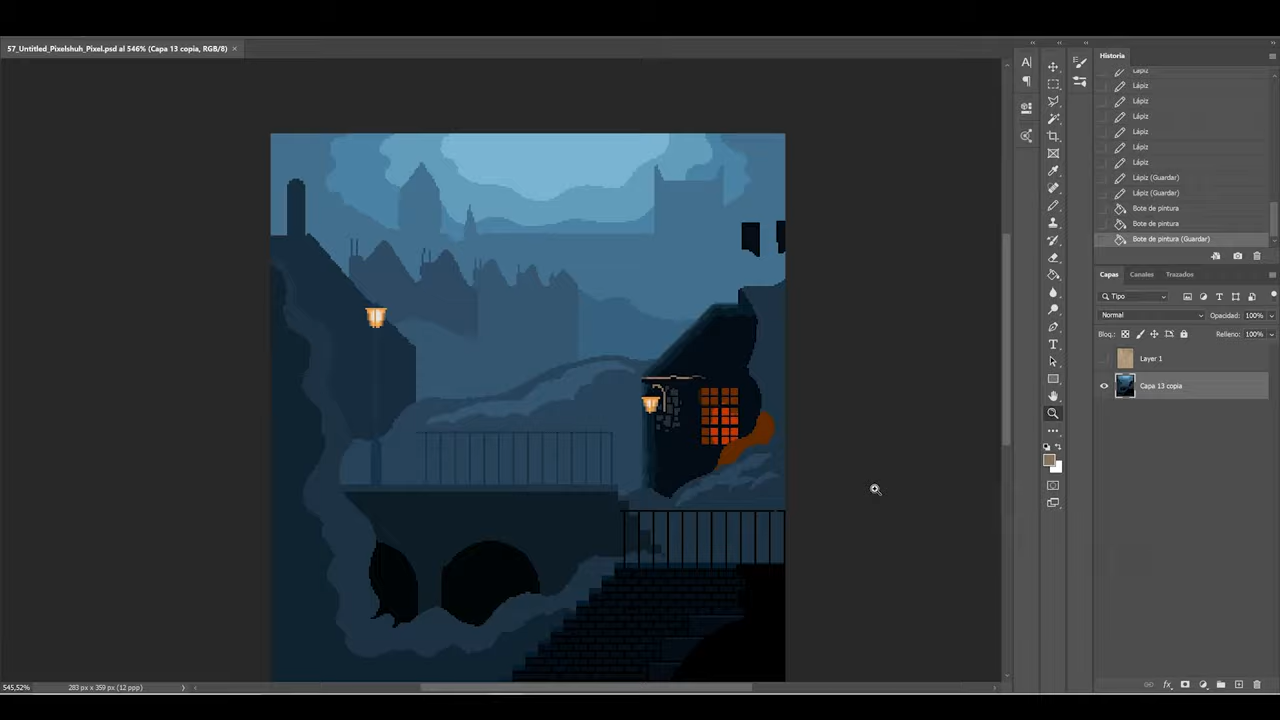 57_Untitled_Pixelshuh_Pixel.psd al 546% (Capa 13 copia, RGB/8) ×
Historia
Lápiz
Lápiz
Lápiz
Lápiz
Lápiz
Lápiz
Lápiz
Lápiz (Guardar)
Lápiz (Guardar)
Bote de pintura
Bote de pintura
Bote de pintura (Guardar)
Capas Canales Trazados
Tipo
Normal Opacidad: 100%
Bloq.: Relleno: 100%
Layer 1
Capa 13 copia
545,52% 283 px x 359 px (12 ppp)